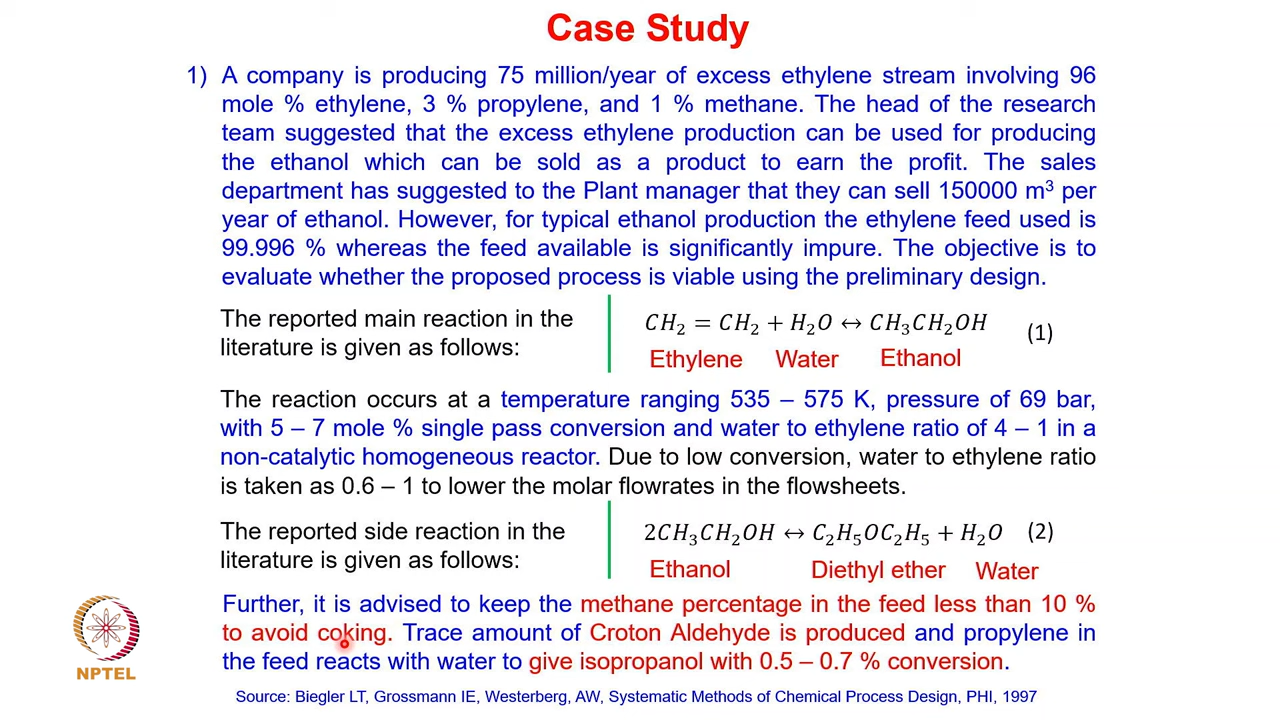 Case Study
1) A company is producing 75 million/year of excess ethylene stream involving 96
mole % ethylene, 3 % propylene, and 1 % methane. The head of the research
team suggested that the excess ethylene production can be used for producing
the ethanol which can be sold as a product to earn the profit. The sales
department has suggested to the Plant manager that they can sell 150000 m³ per
year of ethanol. However, for typical ethanol production the ethylene feed used is
99.996 % whereas the feed available is significantly impure. The objective is to
evaluate whether the proposed process is viable using the preliminary design.
The reported main reaction in the
literature is given as follows:
CH₂ = CH₂ + H₂O ↔ CH₃CH₂OH (1)
Ethylene Water Ethanol
The reaction occurs at a temperature ranging 535 – 575 K, pressure of 69 bar,
with 5 – 7 mole % single pass conversion and water to ethylene ratio of 4 – 1 in a
non-catalytic homogeneous reactor. Due to low conversion, water to ethylene ratio
is taken as 0.6 – 1 to lower the molar flowrates in the flowsheets.
The reported side reaction in the
literature is given as follows:
2CH₃CH₂OH ↔ C₂H₅OC₂H₅ + H₂O (2)
Ethanol Diethyl ether Water
Further, it is advised to keep the methane percentage in the feed less than 10 %
to avoid coking. Trace amount of Croton Aldehyde is produced and propylene in
the feed reacts with water to give isopropanol with 0.5 – 0.7 % conversion.
NPTEL
Source: Biegler LT, Grossmann IE, Westerberg, AW, Systematic Methods of Chemical Process Design, PHI, 1997